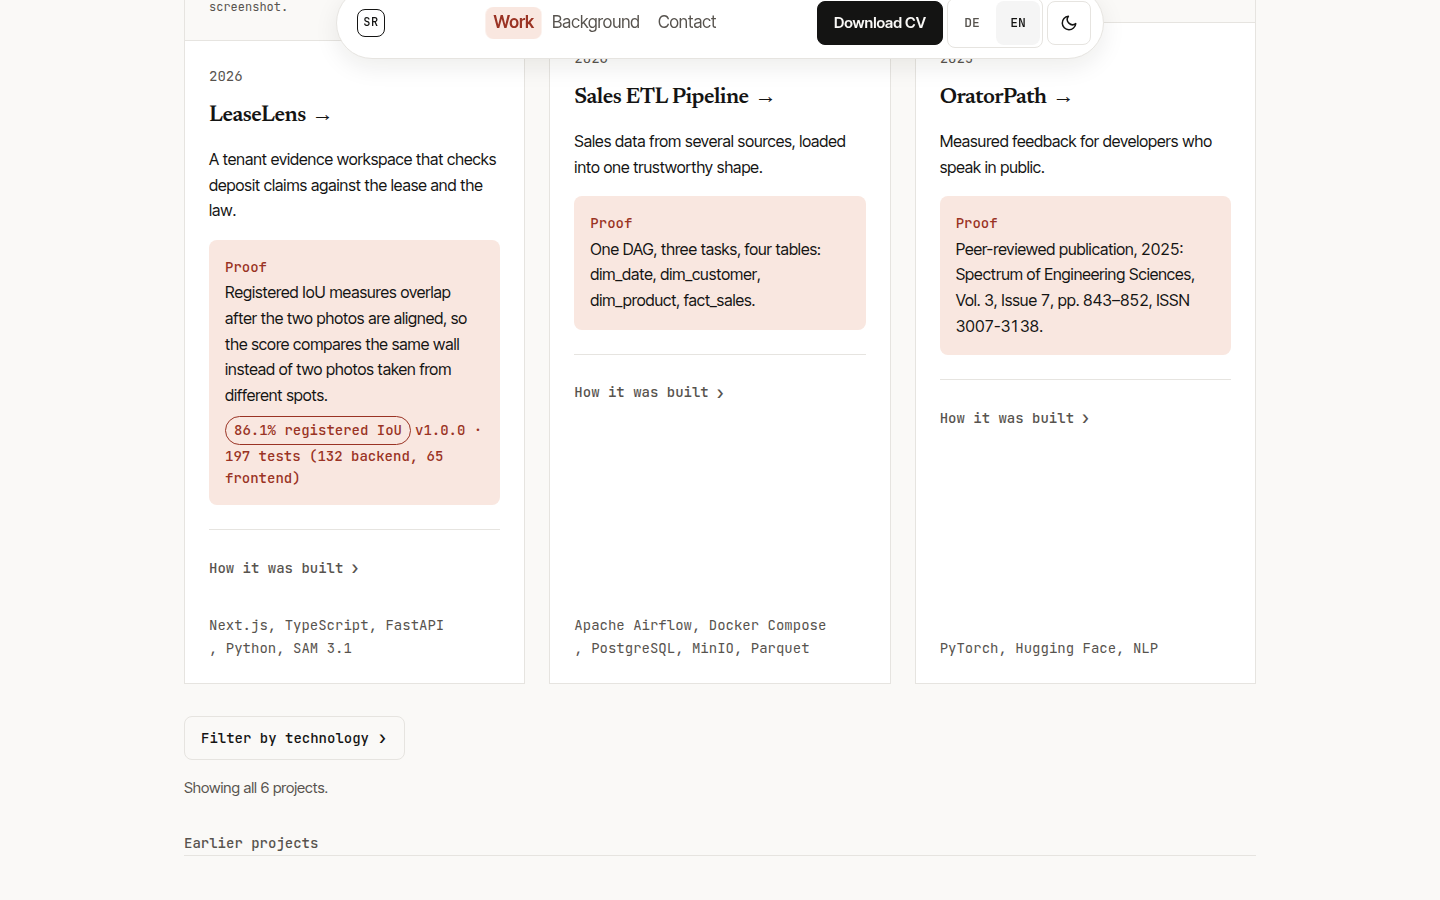 screenshot.
SR
Work
Background
Contact
Download CV
DE
EN
2026
LeaseLens →
A tenant evidence workspace that checks
deposit claims against the lease and the
law.
Proof
Registered IoU measures overlap
after the two photos are aligned, so
the score compares the same wall
instead of two photos taken from
different spots.
86.1% registered IoU v1.0.0 ·
197 tests (132 backend, 65
frontend)
How it was built ›
Next.js, TypeScript, FastAPI
, Python, SAM 3.1
2026
Sales ETL Pipeline →
Sales data from several sources, loaded
into one trustworthy shape.
Proof
One DAG, three tasks, four tables:
dim_date, dim_customer,
dim_product, fact_sales.
How it was built ›
Apache Airflow, Docker Compose
, PostgreSQL, MinIO, Parquet
2025
OratorPath →
Measured feedback for developers who
speak in public.
Proof
Peer-reviewed publication, 2025:
Spectrum of Engineering Sciences,
Vol. 3, Issue 7, pp. 843–852, ISSN
3007-3138.
How it was built ›
PyTorch, Hugging Face, NLP
Filter by technology ›
Showing all 6 projects.
Earlier projects